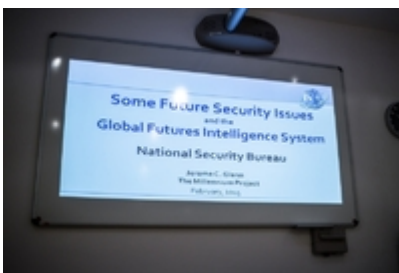 Some Future Security Issues
and the
Global Futures Intelligence System
National Security Bureau
Jerome C. Glenn
The Millennium Project
February,